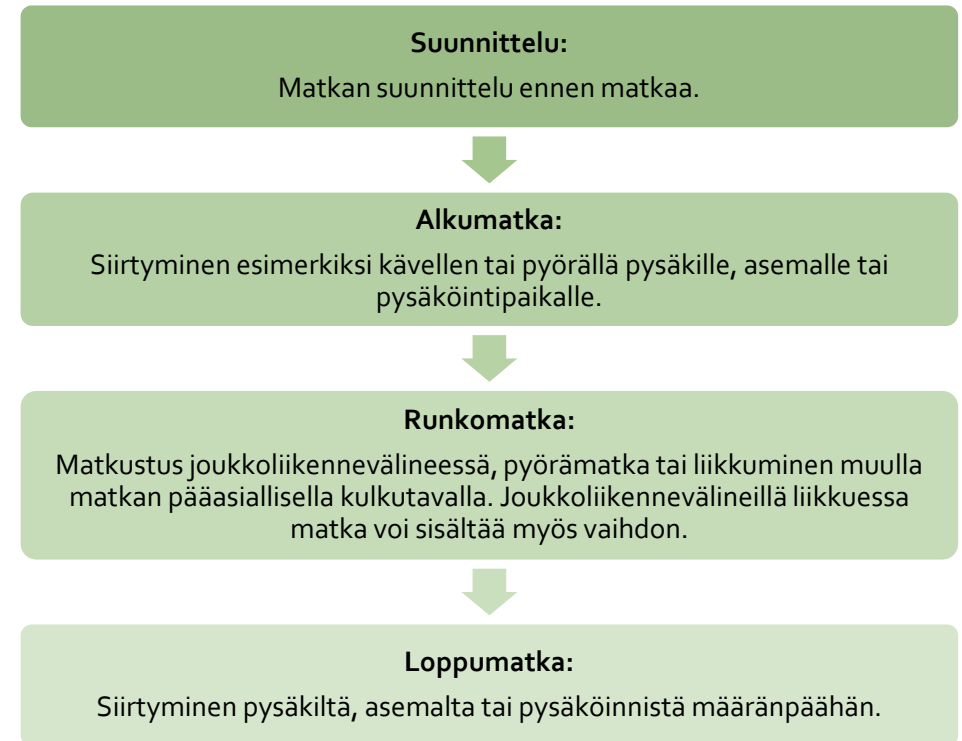 Suunnittelu:
Matkan suunnittelu ennen matkaa.
Alkumatka:
Siirtyminen esimerkiksi kävellen tai pyörällä pysäkille, asemalle tai
pysäköintipaikalle.
Runkomatka:
Matkustus joukkoliikennevälineessä, pyörämatka tai liikkuminen muulla
matkan pääasiallisella kulkutavalla. Joukkoliikennevälineillä liikkuessa
matka voi sisältää myös vaihdon.
Loppumatka:
Siirtyminen pysäkiltä, asemalta tai pysäköinnistä määränpäähän.